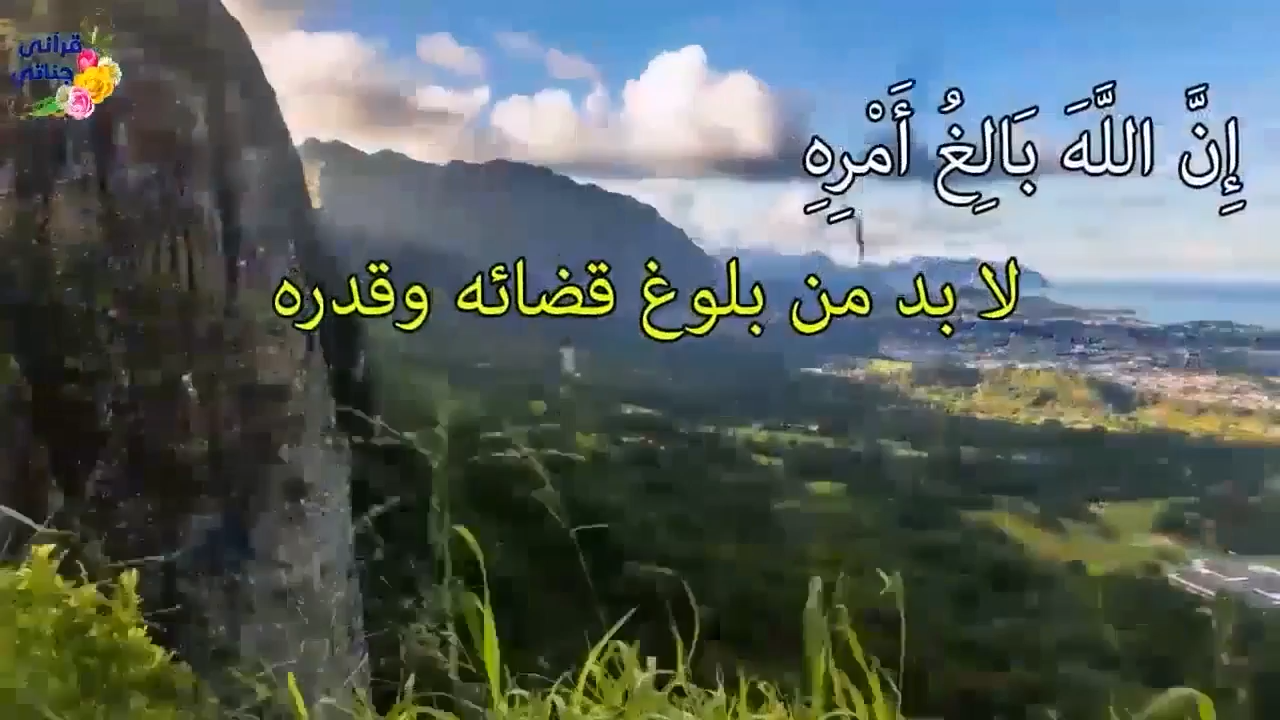 قرآني
جناتي
إِنَّ اللَّهَ بَالِغُ أَمْرِهِ
لا بد من بلوغ قضائه وقدره